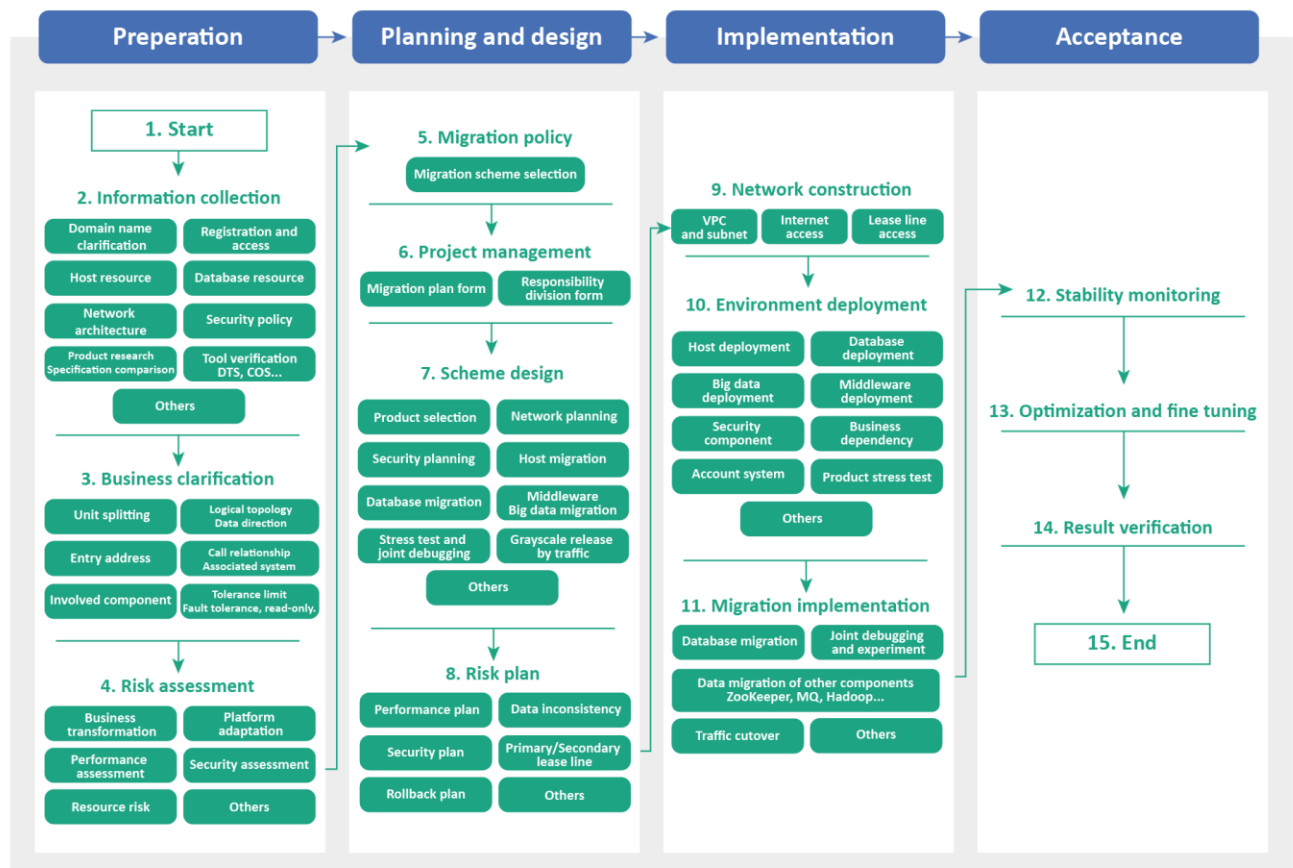 Preperation
Planning and design
Implementation
Acceptance
1. Start
2. Information collection
Domain name
clarification
Registration and
access
Host resource
Database resource
Network
architecture
Security policy
Product research
Specification comparison
Tool verification
DTS, COS...
Others
3. Business clarification
Unit splitting
Logical topology
Data direction
Entry address
Call relationship
Associated system
Involved component
Tolerance limit
Fault tolerance, read-only.
4. Risk assessment
Business
transformation
Platform
adaptation
Performance
assessment
Security assessment
Resource risk
Others
5. Migration policy
Migration scheme selection
6. Project management
Migration plan form
Responsibility
division form
7. Scheme design
Product selection
Network planning
Security planning
Host migration
Database migration
Middleware
Big data migration
Stress test and
joint debugging
Grayscale release
by traffic
Others
8. Risk plan
Performance plan
Data inconsistency
Security plan
Primary/Secondary
lease line
Rollback plan
Others
9. Network construction
VPC
and subnet
Internet
access
Lease line
access
10. Environment deployment
Host deployment
Database
deployment
Big data
deployment
Middleware
deployment
Security
component
Business
dependency
Account system
Product stress test
Others
11. Migration implementation
Database migration
Joint debugging
and experiment
Data migration of other components
ZooKeeper, MQ, Hadoop...
Traffic cutover
Others
12. Stability monitoring
13. Optimization and fine tuning
14. Result verification
15. End